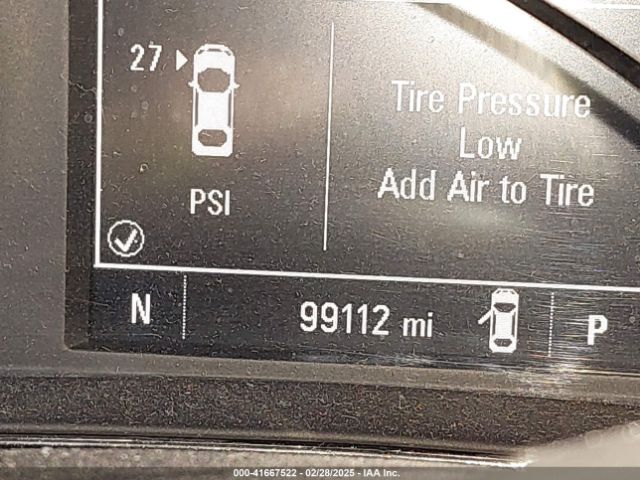 27
PSI
Tire Pressure
Low
Add Air to Tire
N
99112 mi
P
000-41667522 - 02/28/2025 - IAA Inc.